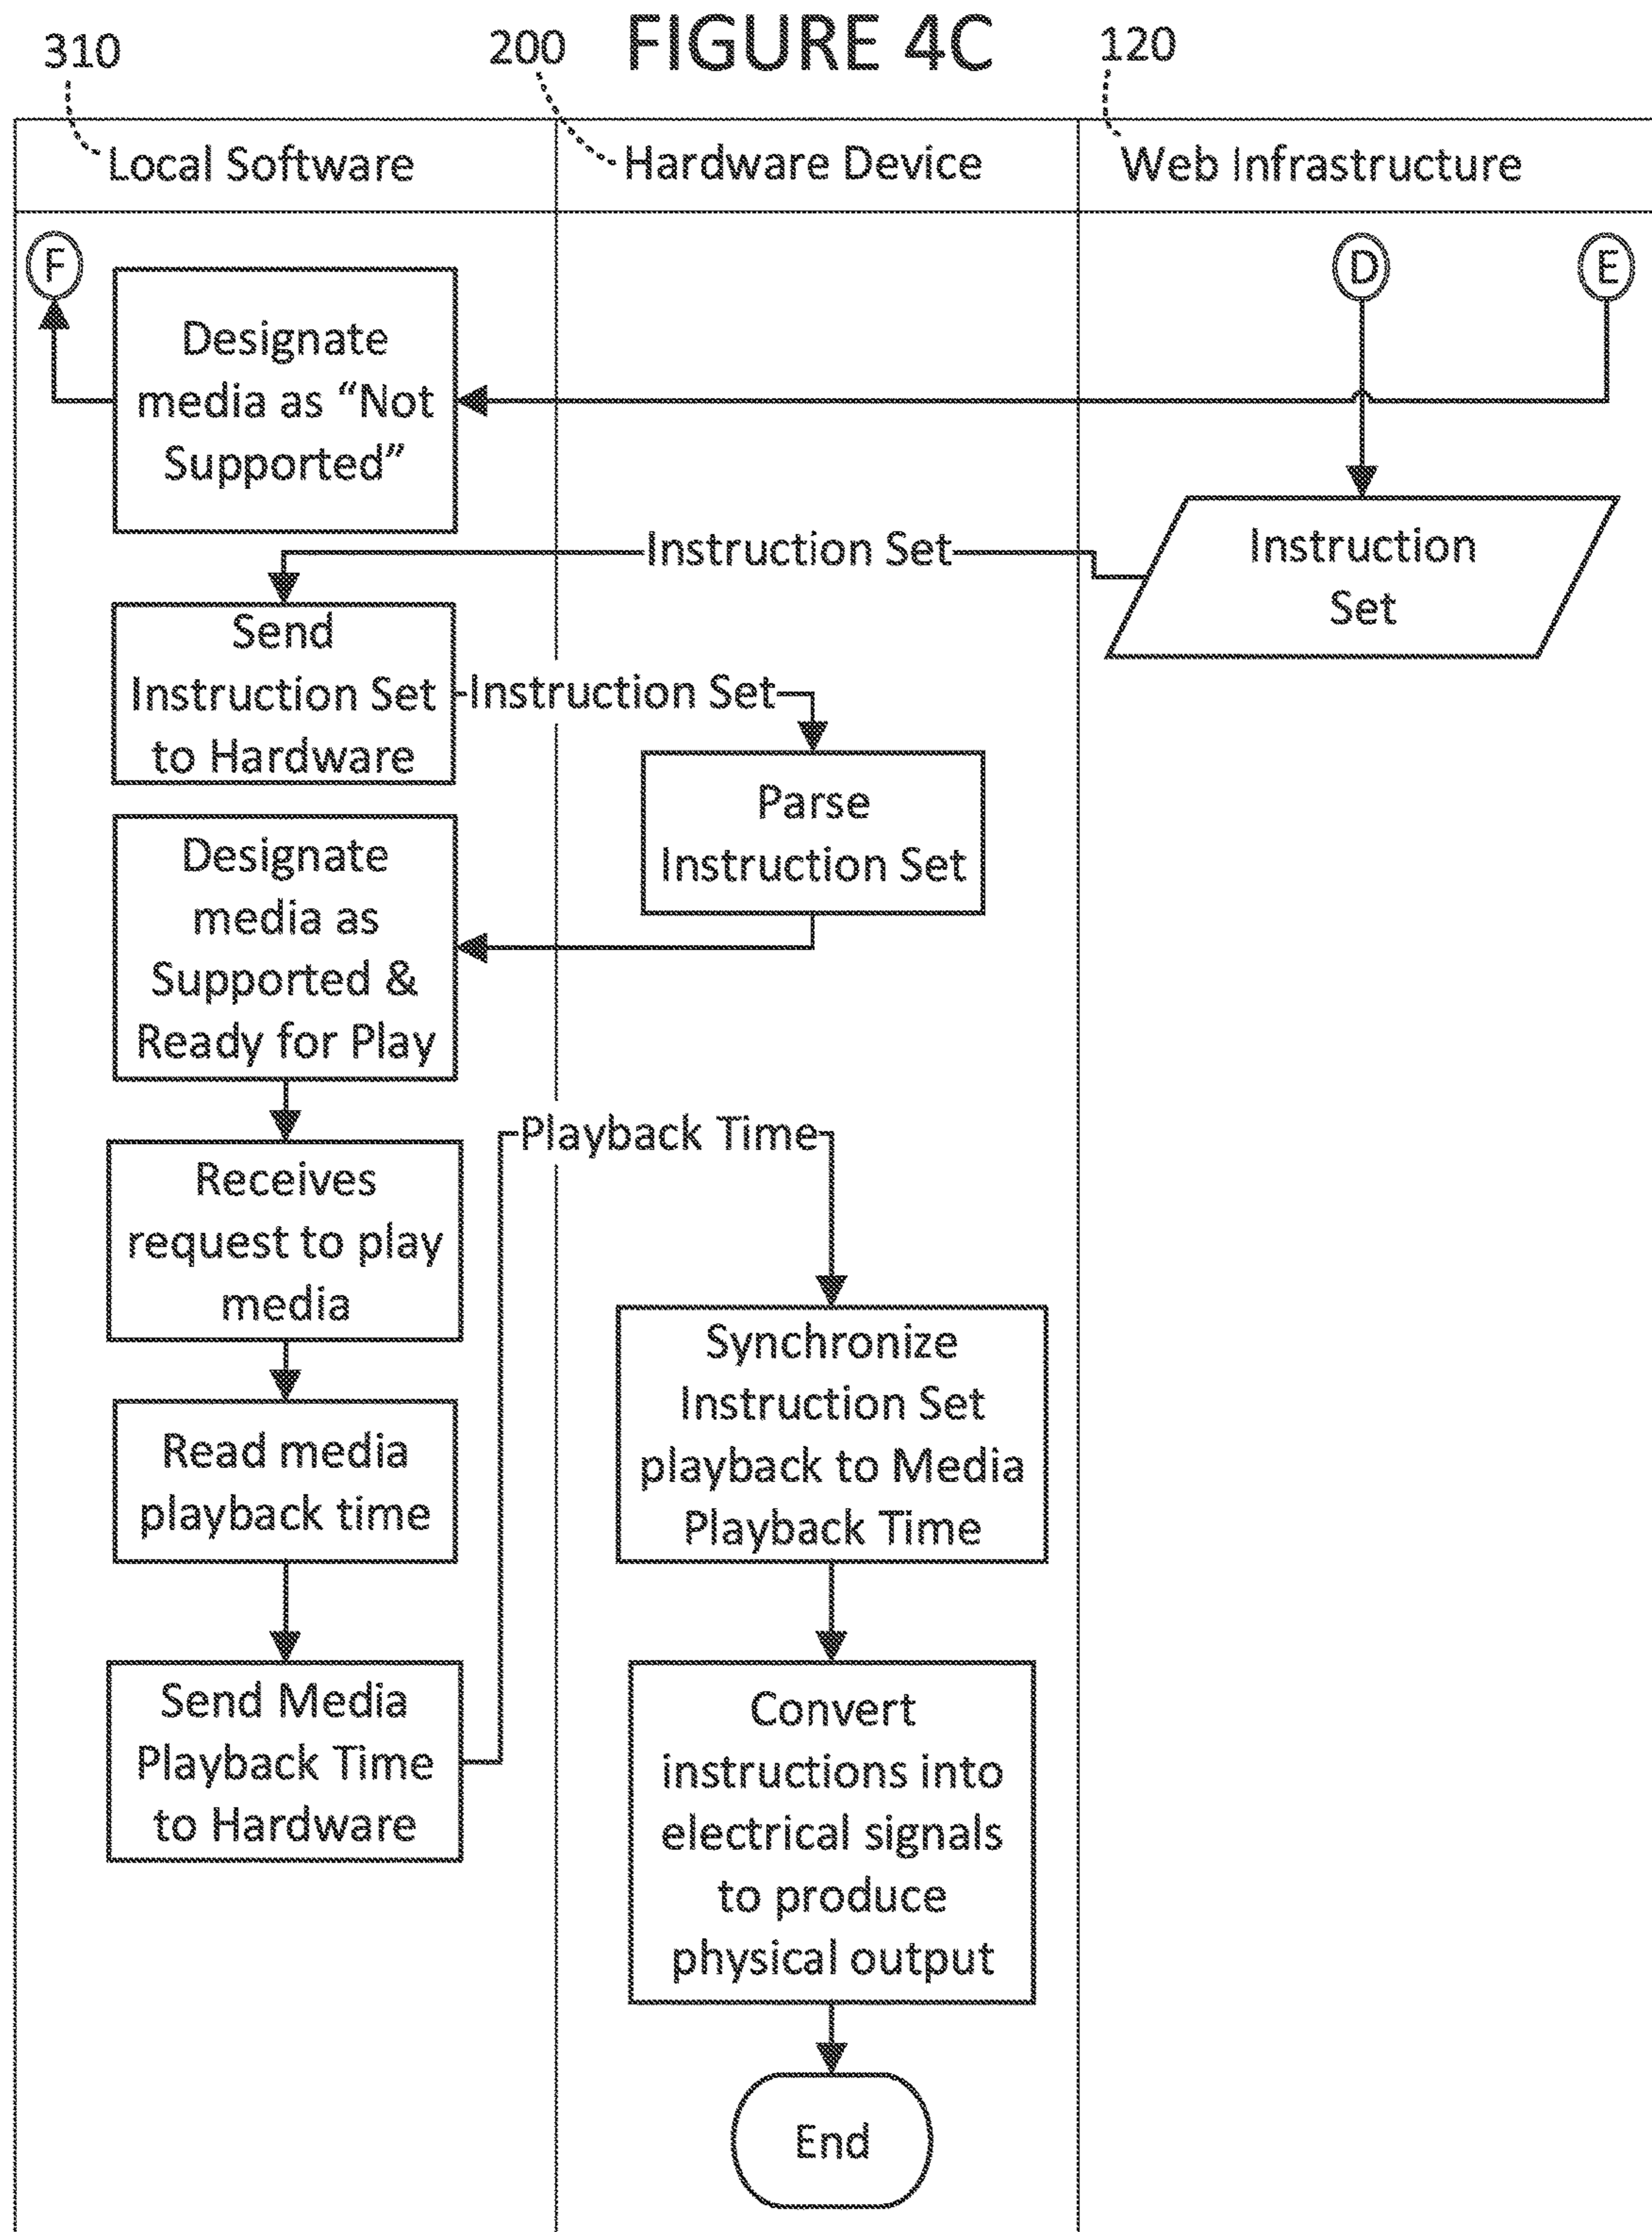 FIGURE 4C
310
200
120
Local Software
Hardware Device
Web Infrastructure
F
D
E
Designate
media as “Not
Supported”
Instruction
Set
Instruction Set
Send
Instruction Set
to Hardware
Instruction Set
Parse
Instruction Set
Designate
media as
Supported &
Ready for Play
Receives
request to play
media
Read media
playback time
Send Media
Playback Time
to Hardware
Playback Time
Synchronize
Instruction Set
playback to Media
Playback Time
Convert
instructions into
electrical signals
to produce
physical output
End